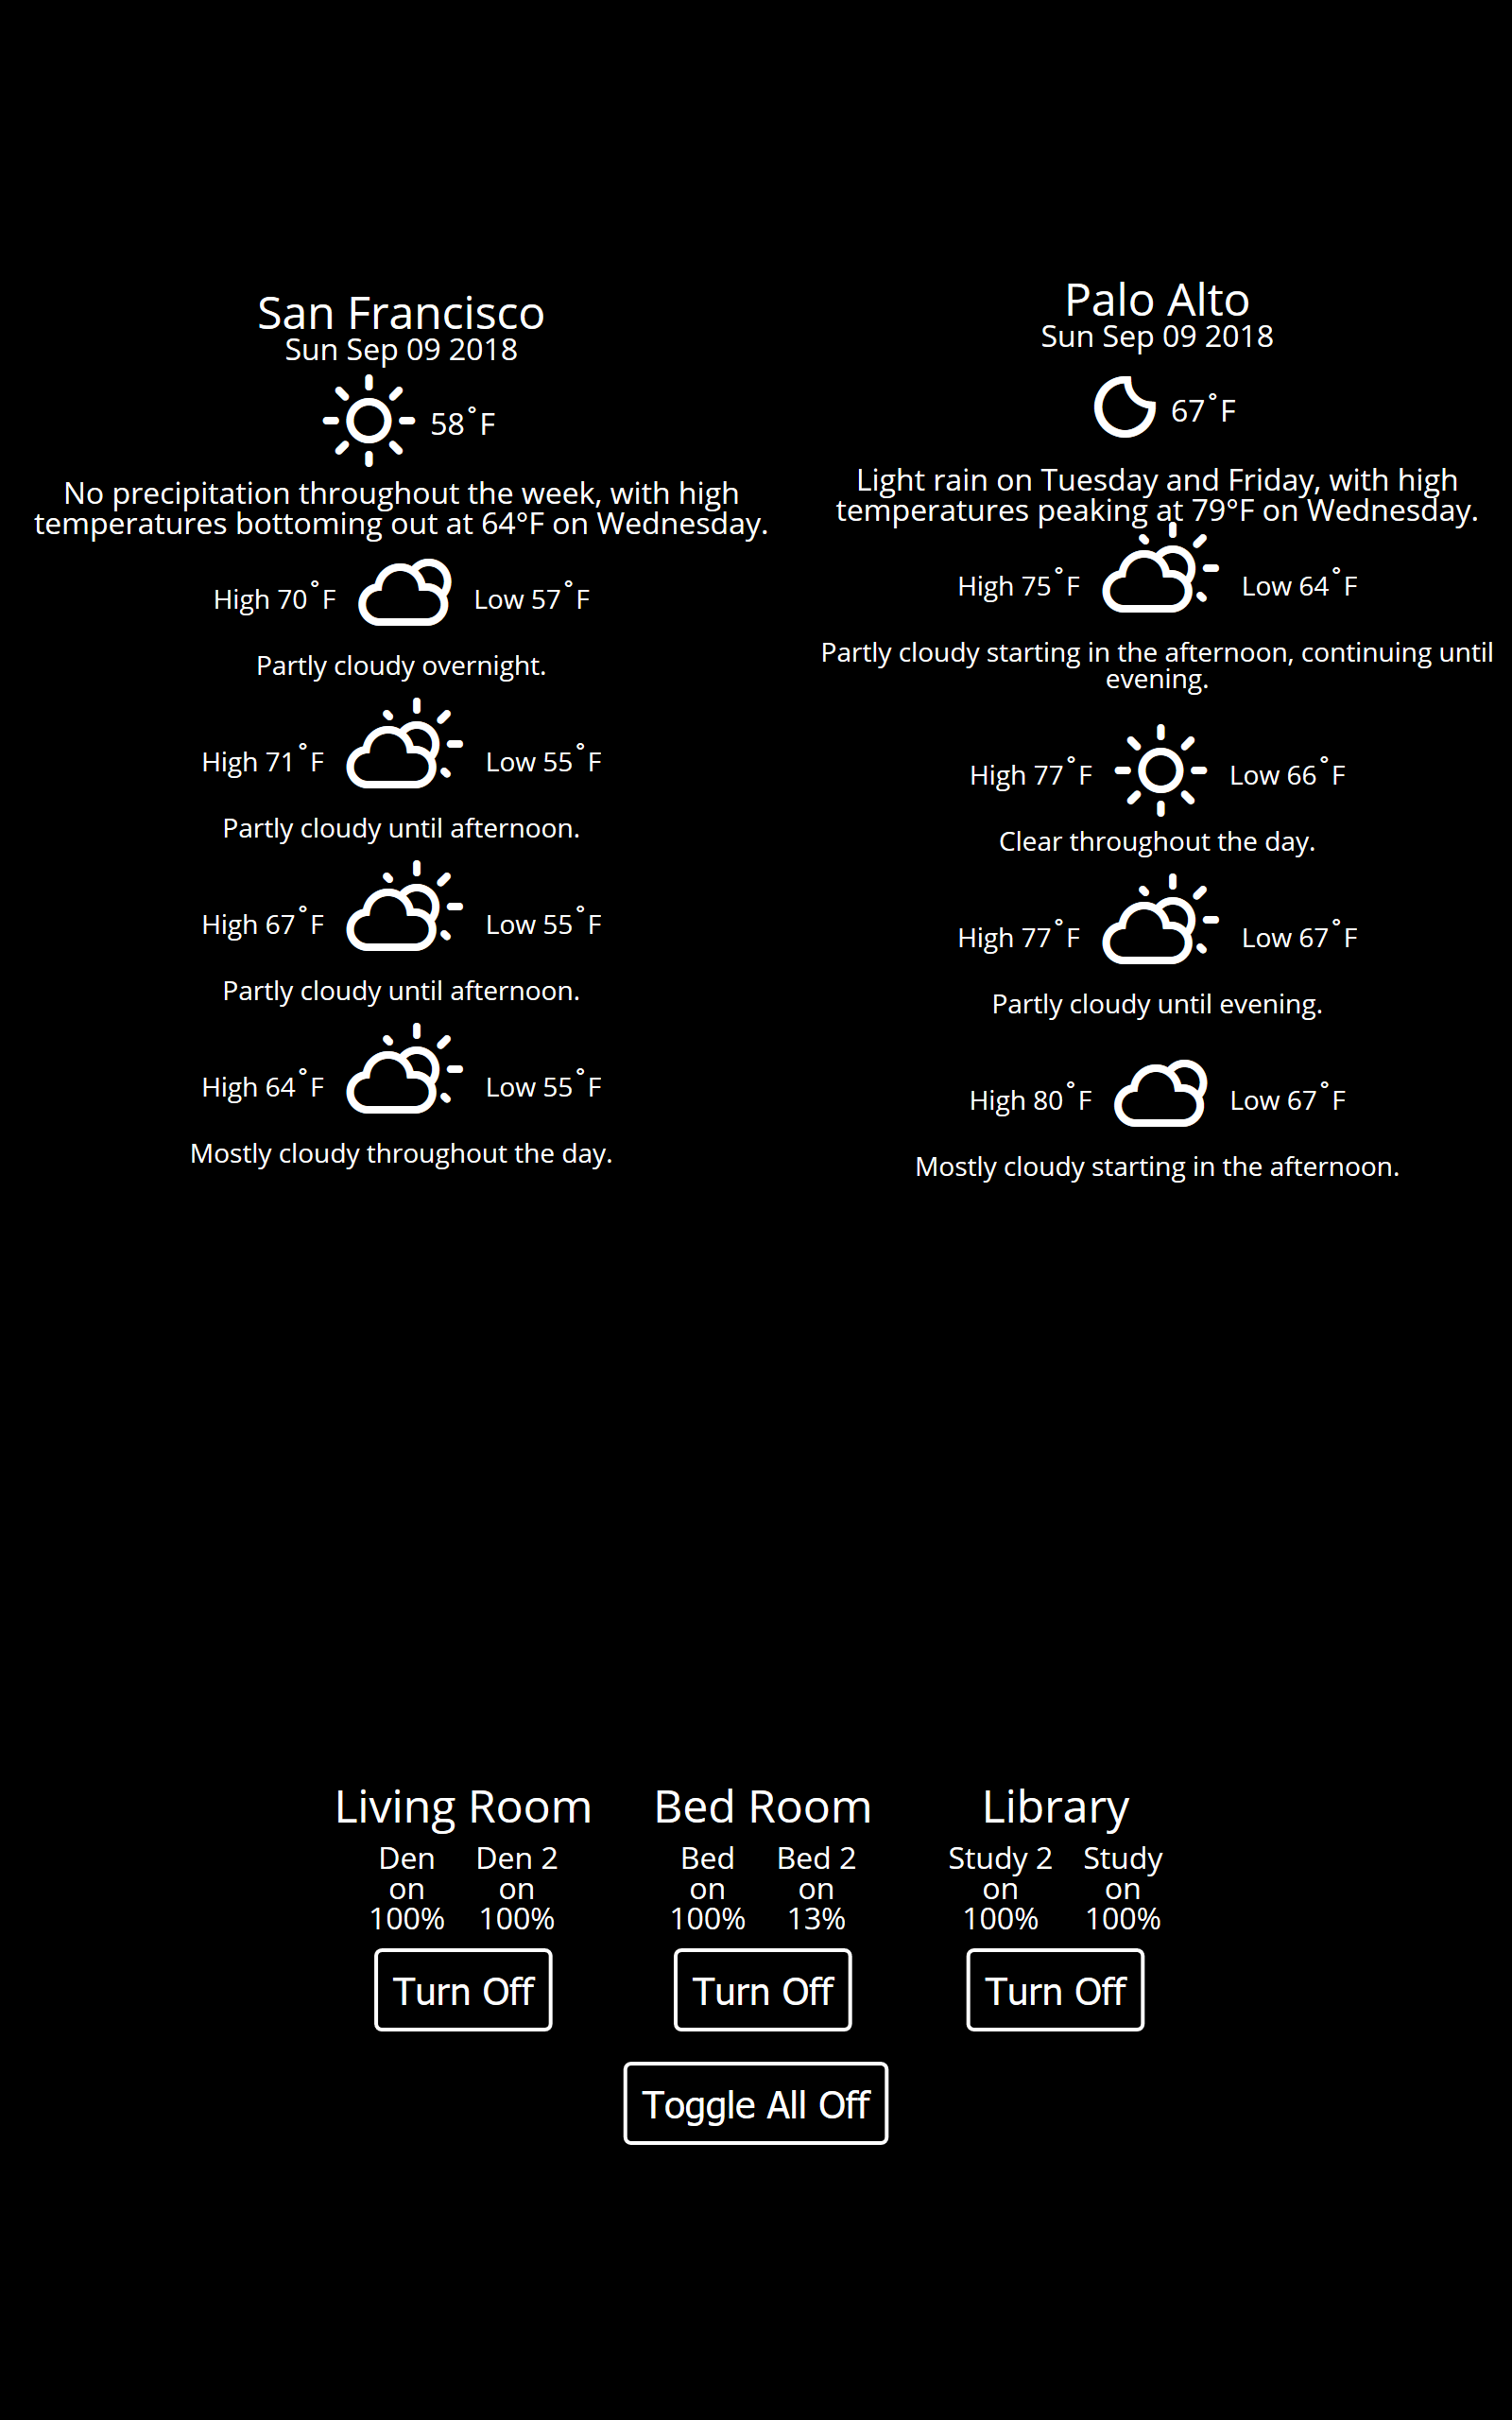 San Francisco
Sun Sep 09 2018
58°F
No precipitation throughout the week, with high
temperatures bottoming out at 64°F on Wednesday.
High 70°F Low 57°F
Partly cloudy overnight.
High 71°F Low 55°F
Partly cloudy until afternoon.
High 67°F Low 55°F
Partly cloudy until afternoon.
High 64°F Low 55°F
Mostly cloudy throughout the day.
Palo Alto
Sun Sep 09 2018
67°F
Light rain on Tuesday and Friday, with high
temperatures peaking at 79°F on Wednesday.
High 75°F Low 64°F
Partly cloudy starting in the afternoon, continuing until
evening.
High 77°F Low 66°F
Clear throughout the day.
High 77°F Low 67°F
Partly cloudy until evening.
High 80°F Low 67°F
Mostly cloudy starting in the afternoon.
Living Room
Den Den 2
on on
100% 100%
Turn Off
Bed Room
Bed Bed 2
on on
100% 13%
Turn Off
Library
Study 2 Study
on on
100% 100%
Turn Off
Toggle All Off